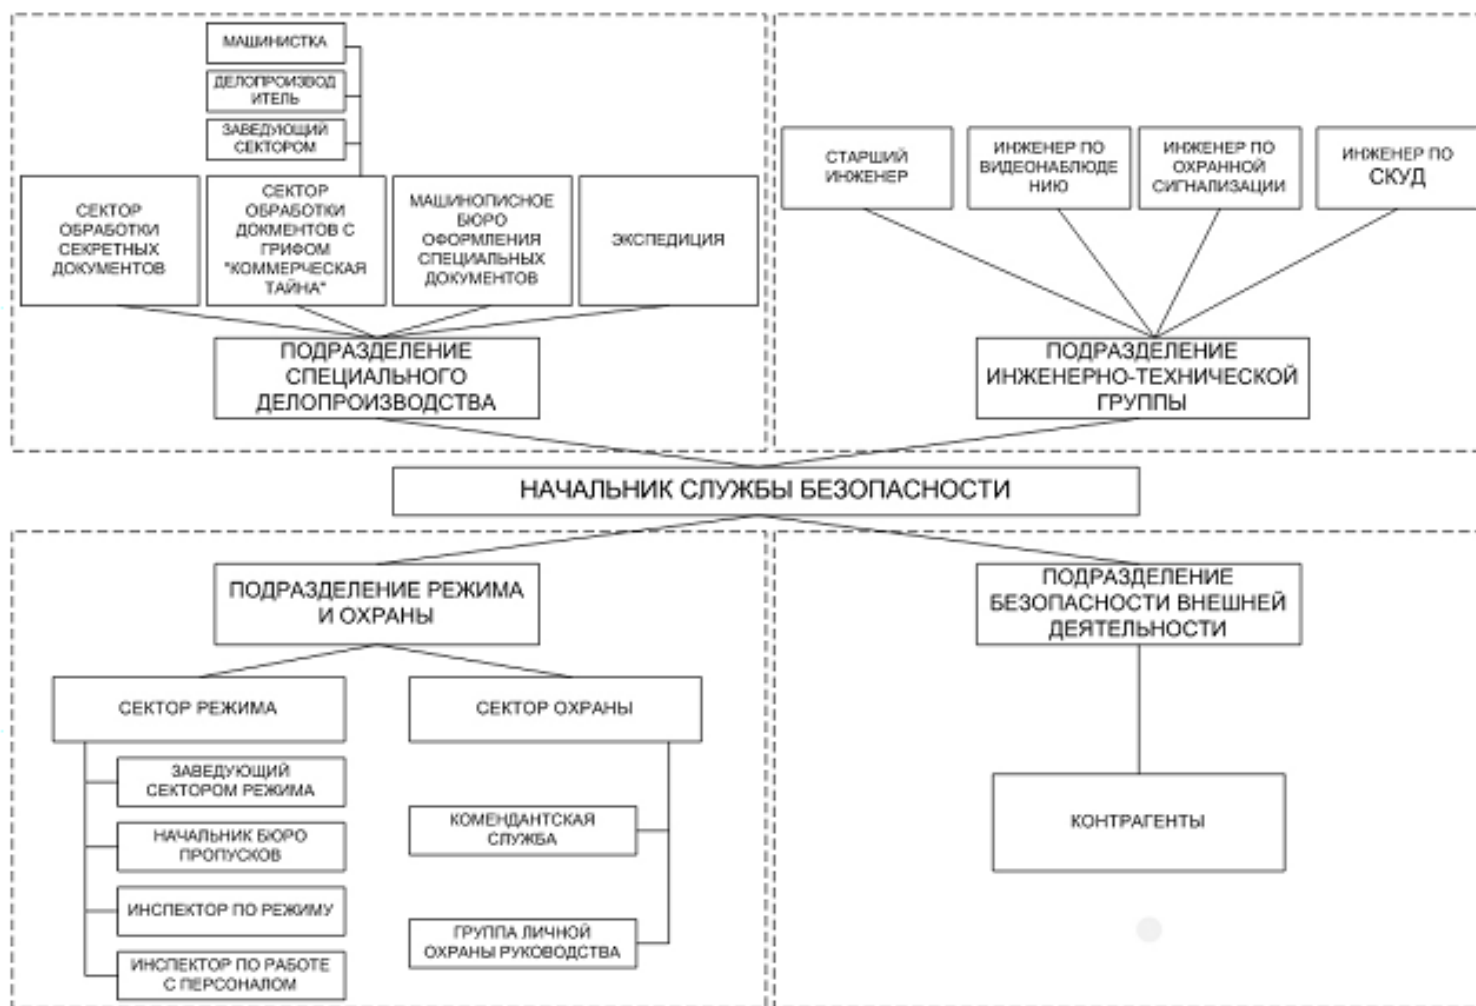 МАШИНИСТКА
ДЕЛОПРОИЗВОД
ИТЕЛЬ
ЗАВЕДУЮЩИЙ
СЕКТОРОМ
СЕКТОР
ОБРАБОТКИ
СЕКРЕТНЫХ
ДОКУМЕНТОВ
СЕКТОР
ОБРАБОТКИ
ДОКМЕНТОВ С
ГРИФОМ
"КОММЕРЧЕСКАЯ
ТАЙНА"
МАШИНОПИСНОЕ
БЮРО
ОФОРМЛЕНИЯ
СПЕЦИАЛЬНЫХ
ДОКУМЕНТОВ
ЭКСПЕДИЦИЯ
ПОДРАЗДЕЛЕНИЕ
СПЕЦИАЛЬНОГО
ДЕЛОПРОИЗВОДСТВА
СТАРШИЙ
ИНЖЕНЕР
ИНЖЕНЕР ПО
ВИДЕОНАБЛЮДЕ
НИЮ
ИНЖЕНЕР ПО
ОХРАННОЙ
СИГНАЛИЗАЦИИ
ИНЖЕНЕР ПО
СКУД
ПОДРАЗДЕЛЕНИЕ
ИНЖЕНЕРНО-ТЕХНИЧЕСКОЙ
ГРУППЫ
НАЧАЛЬНИК СЛУЖБЫ БЕЗОПАСНОСТИ
ПОДРАЗДЕЛЕНИЕ РЕЖИМА
И ОХРАНЫ
СЕКТОР РЕЖИМА
ЗАВЕДУЮЩИЙ
СЕКТОРОМ РЕЖИМА
НАЧАЛЬНИК БЮРО
ПРОПУСКОВ
ИНСПЕКТОР ПО РЕЖИМУ
ИНСПЕКТОР ПО РАБОТЕ
С ПЕРСОНАЛОМ
СЕКТОР ОХРАНЫ
КОМЕНДАНТСКАЯ
СЛУЖБА
ГРУППА ЛИЧНОЙ
ОХРАНЫ РУКОВОДСТВА
ПОДРАЗДЕЛЕНИЕ
БЕЗОПАСНОСТИ ВНЕШНЕЙ
ДЕЯТЕЛЬНОСТИ
КОНТРАГЕНТЫ